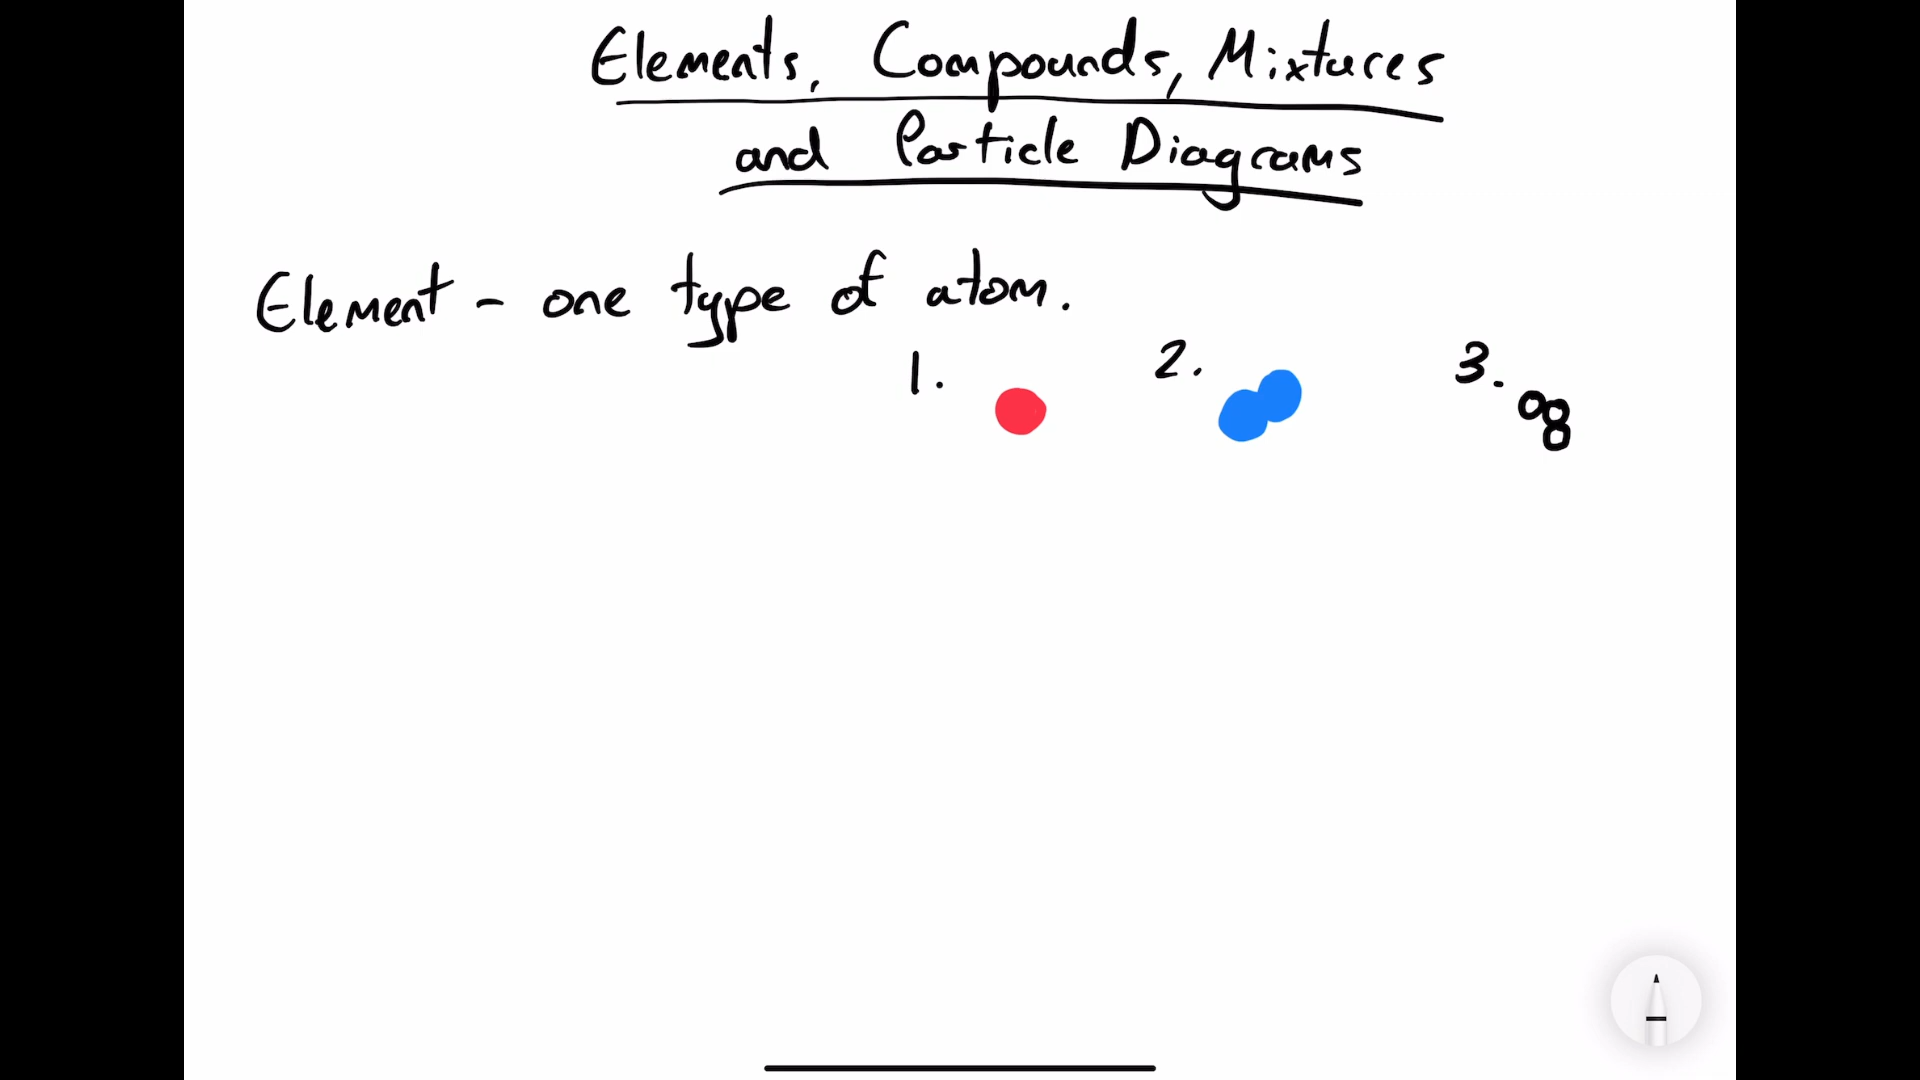 Elements, Compounds, Mixtures
and Particle Diagrams
Element - one type of atom.
1. 2. 3.